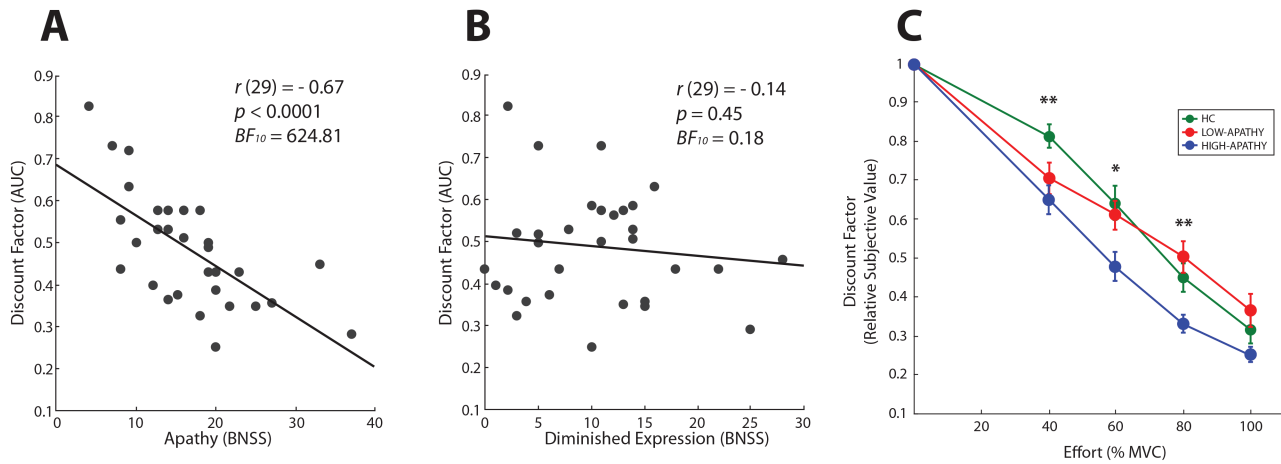 A
r (29) = - 0.67
p < 0.0001
BF₁₀ = 624.81
Discount Factor (AUC)
0.9
0.8
0.7
0.6
0.5
0.4
0.3
0.2
0.1
0
10
20
30
40
Apathy (BNSS)
B
r (29) = - 0.14
p = 0.45
BF₁₀ = 0.18
Discount Factor (AUC)
0.9
0.8
0.7
0.6
0.5
0.4
0.3
0.2
0.1
0
5
10
15
20
25
30
Diminished Expression (BNSS)
C
Discount Factor
(Relative Subjective Value)
1
0.9
0.8
0.7
0.6
0.5
0.4
0.3
0.2
0.1
**
*
**
HC
LOW-APATHY
HIGH-APATHY
20
40
60
80
100
Effort (% MVC)